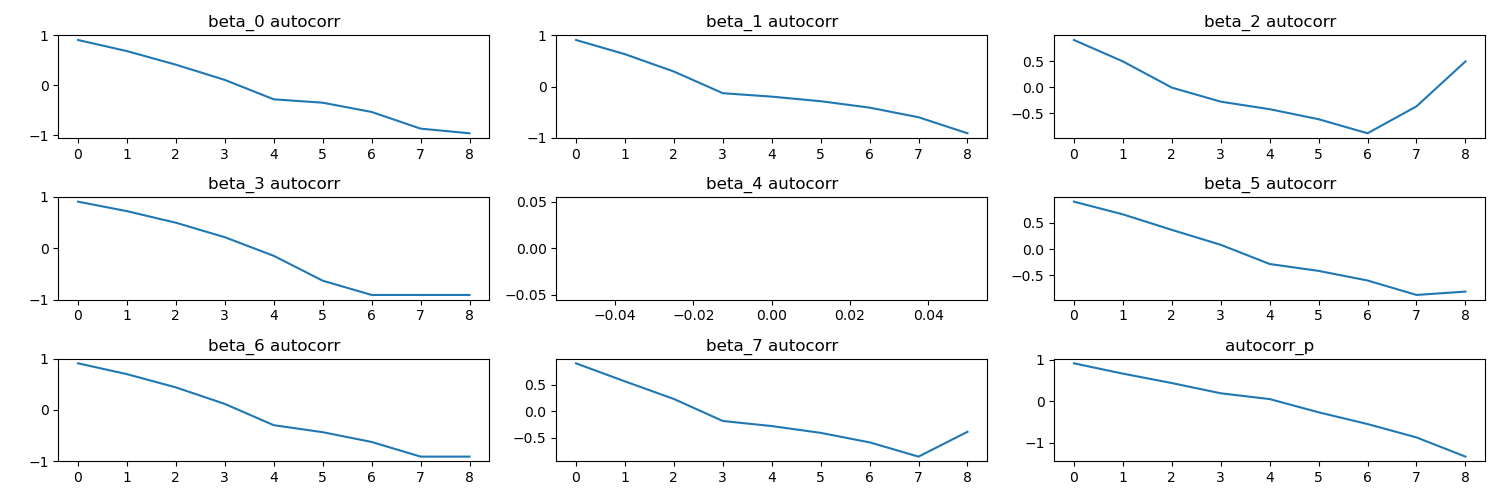 beta_0 autocorr
beta_1 autocorr
beta_2 autocorr
1
0
−1
0 1 2 3 4 5 6 7 8
1
0
−1
0 1 2 3 4 5 6 7 8
0.5
0.0
−0.5
0 1 2 3 4 5 6 7 8
beta_3 autocorr
beta_4 autocorr
beta_5 autocorr
1
0
−1
0 1 2 3 4 5 6 7 8
0.05
0.00
−0.05
−0.04 −0.02 0.00 0.02 0.04
0.5
0.0
−0.5
0 1 2 3 4 5 6 7 8
beta_6 autocorr
beta_7 autocorr
autocorr_p
1
0
−1
0 1 2 3 4 5 6 7 8
0.5
0.0
−0.5
0 1 2 3 4 5 6 7 8
1
0
−1
0 1 2 3 4 5 6 7 8